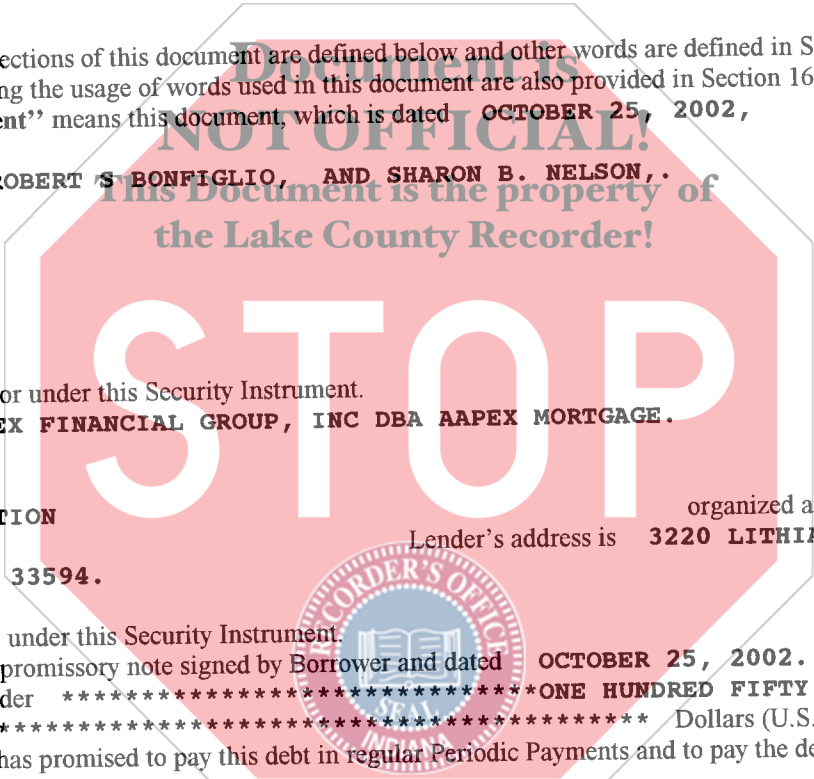 ections of this document are defined below and other words are defined in S
Document is
ng the usage of words used in this document are also provided in Section 16
ent” means this document, which is dated OCTOBER 25, 2002,
NOT OFFICIAL!
OBERT S BONFIGLIO, AND SHARON B. NELSON,.
This Document is the property of
the Lake County Recorder!
STOP
or under this Security Instrument.
EX FINANCIAL GROUP, INC DBA AAPEX MORTGAGE.
TION organized a
Lender’s address is 3220 LITHIA
33594.
RECORDER'S OFFICE
under this Security Instrument.
promissory note signed by Borrower and dated OCTOBER 25, 2002.
der ******************************ONE HUNDRED FIFTY
***************************************** Dollars (U.S.
SEAL
INDIANA
has promised to pay this debt in regular Periodic Payments and to pay the de